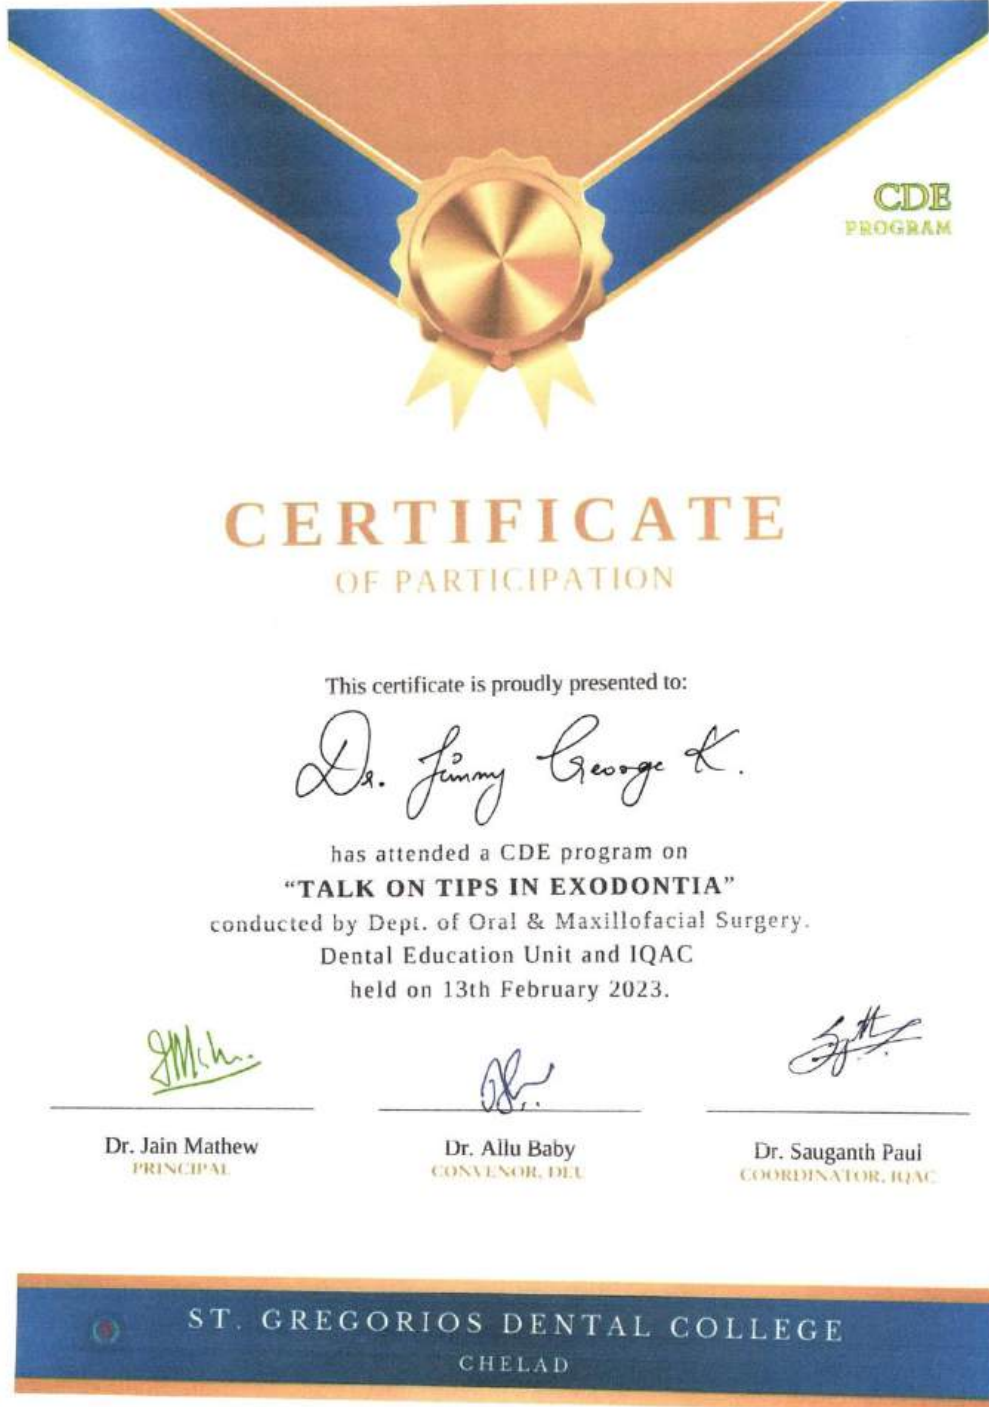 CDE
PROGRAM
CERTIFICATE
OF PARTICIPATION
This certificate is proudly presented to:
Dr. Jinny George K.
has attended a CDE program on
“TALK ON TIPS IN EXODONTIA”
conducted by Dept. of Oral & Maxillofacial Surgery.
Dental Education Unit and IQAC
held on 13th February 2023.
Dr. Jain Mathew
PRINCIPAL
Dr. Allu Baby
CONVENOR, DEU
Dr. Sauganth Paul
COORDINATOR, IQAC
ST. GREGORIOS DENTAL COLLEGE
CHELAD